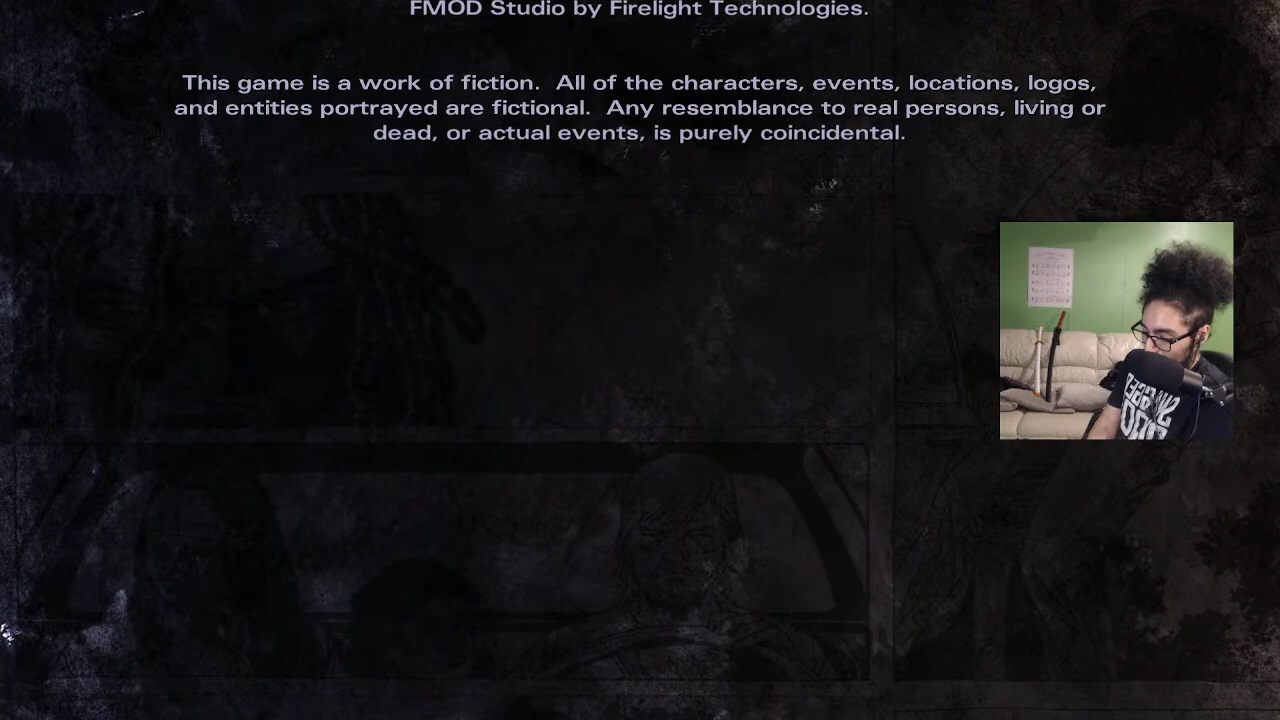 FMOD Studio by Firelight Technologies.
This game is a work of fiction.  All of the characters, events, locations, logos,
and entities portrayed are fictional.  Any resemblance to real persons, living or
dead, or actual events, is purely coincidental.